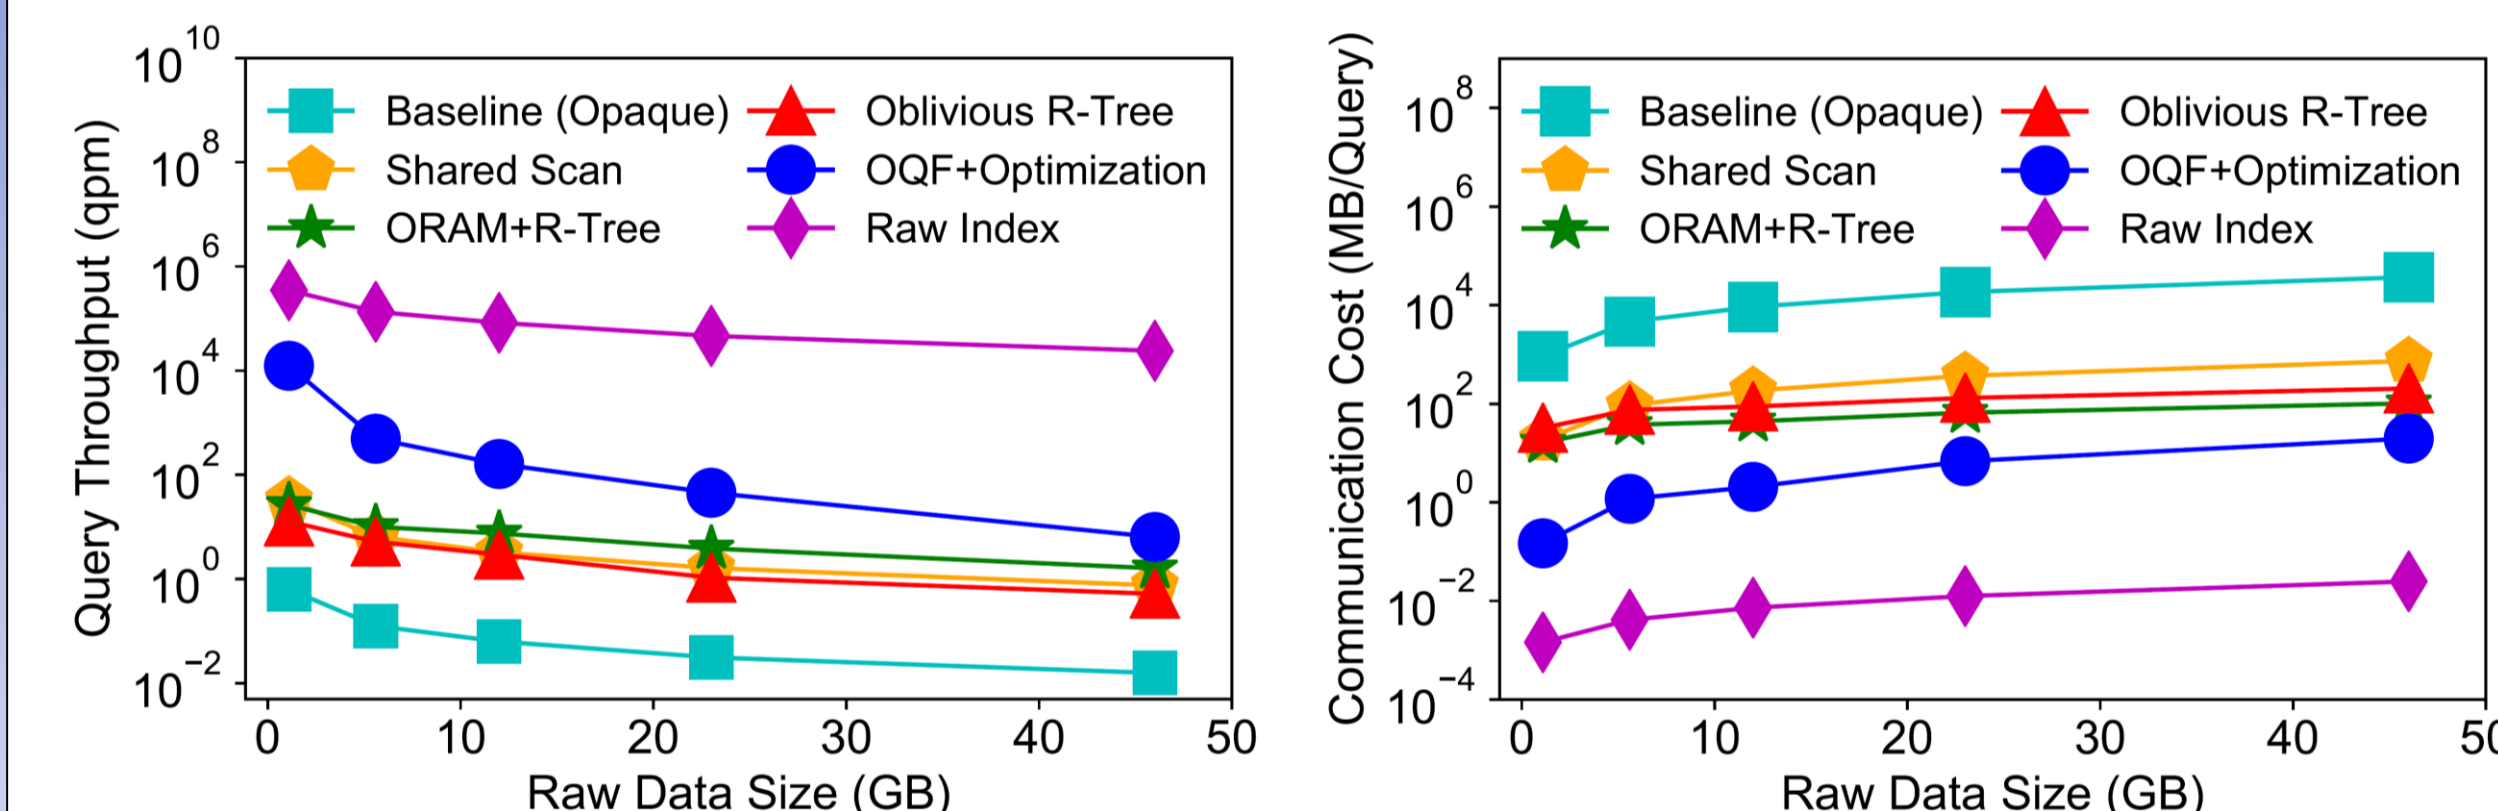 Query Throughput (qpm)
10^10
10^8
10^6
10^4
10^2
10^0
10^−2
Baseline (Opaque)
Shared Scan
ORAM+R-Tree
Oblivious R-Tree
OQF+Optimization
Raw Index
0 10 20 30 40 50
Raw Data Size (GB)
Communication Cost (MB/Query)
10^8
10^6
10^4
10^2
10^0
10^−2
10^−4
Baseline (Opaque)
Shared Scan
ORAM+R-Tree
Oblivious R-Tree
OQF+Optimization
Raw Index
0 10 20 30 40 50
Raw Data Size (GB)